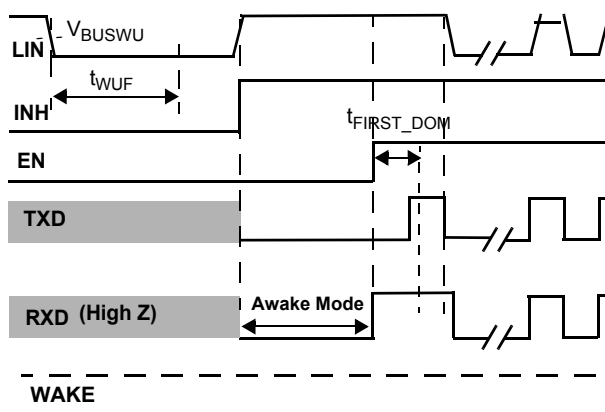 LIN
VBUSWU
tWUF
INH
tFIRST_DOM
EN
TXD
RXD (High Z)
Awake Mode
WAKE